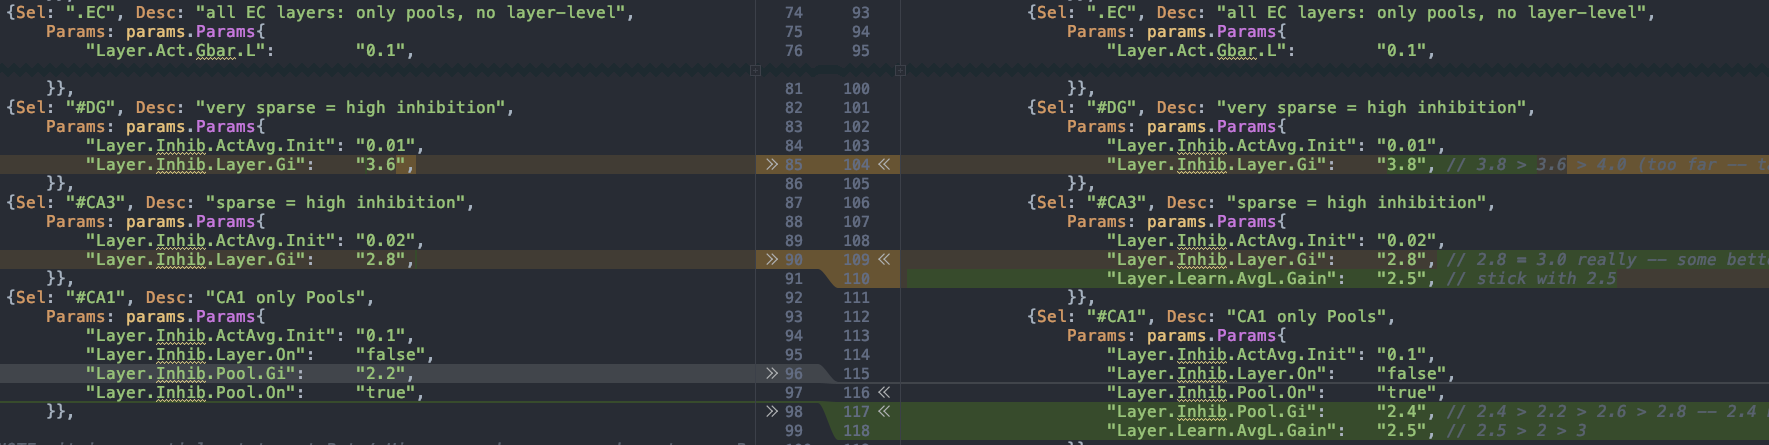 {Sel: ".EC", Desc: "all EC layers: only pools, no layer-level",
Params: params.Params{
"Layer.Act.Gbar.L": "0.1",
}},
{Sel: "#DG", Desc: "very sparse = high inhibition",
Params: params.Params{
"Layer.Inhib.ActAvg.Init": "0.01",
"Layer.Inhib.Layer.Gi": "3.6",
}},
{Sel: "#CA3", Desc: "sparse = high inhibition",
Params: params.Params{
"Layer.Inhib.ActAvg.Init": "0.02",
"Layer.Inhib.Layer.Gi": "2.8",
}},
{Sel: "#CA1", Desc: "CA1 only Pools",
Params: params.Params{
"Layer.Inhib.ActAvg.Init": "0.1",
"Layer.Inhib.Layer.On": "false",
"Layer.Inhib.Pool.Gi": "2.2",
"Layer.Inhib.Pool.On": "true",
}},
74 93
75 94
76 95
81 100
82 101
83 102
84 103
» 85 104 «
86 105
87 106
88 107
89 108
» 90 109 «
91 110
92 111
93 112
94 113
95 114
» 96 115
97 116 «
» 98 117 «
99 118
{Sel: ".EC", Desc: "all EC layers: only pools, no layer-level",
Params: params.Params{
"Layer.Act.Gbar.L": "0.1",
}},
{Sel: "#DG", Desc: "very sparse = high inhibition",
Params: params.Params{
"Layer.Inhib.ActAvg.Init": "0.01",
"Layer.Inhib.Layer.Gi": "3.8", // 3.8 > 3.6 > 4.0 (too far -- t
}},
{Sel: "#CA3", Desc: "sparse = high inhibition",
Params: params.Params{
"Layer.Inhib.ActAvg.Init": "0.02",
"Layer.Inhib.Layer.Gi": "2.8", // 2.8 = 3.0 really -- some bett
"Layer.Learn.AvgL.Gain": "2.5", // stick with 2.5
}},
{Sel: "#CA1", Desc: "CA1 only Pools",
Params: params.Params{
"Layer.Inhib.ActAvg.Init": "0.1",
"Layer.Inhib.Layer.On": "false",
"Layer.Inhib.Pool.On": "true",
"Layer.Inhib.Pool.Gi": "2.4", // 2.4 > 2.2 > 2.6 > 2.8 -- 2.4
"Layer.Learn.AvgL.Gain": "2.5", // 2.5 > 2 > 3